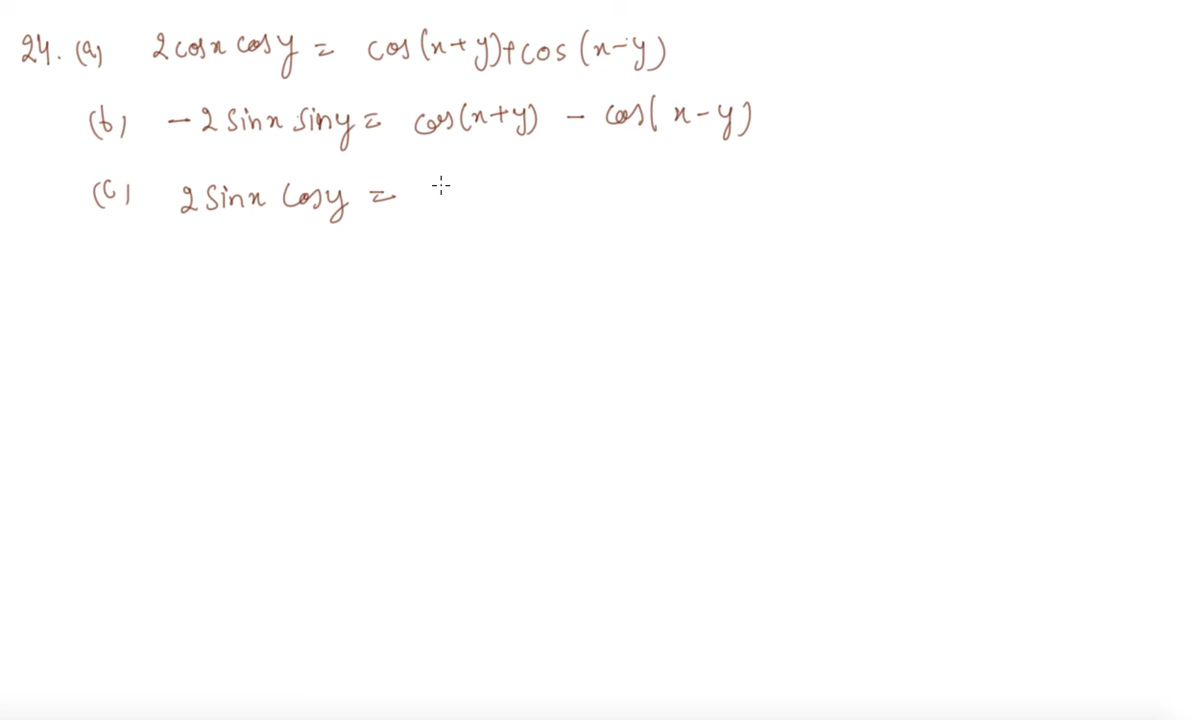 24. (a) 2 cos x cos y = cos (x + y) + cos (x - y)
(b) - 2 sin x sin y = cos (x + y) - cos ( x - y )
(c) 2 sin x cos y =